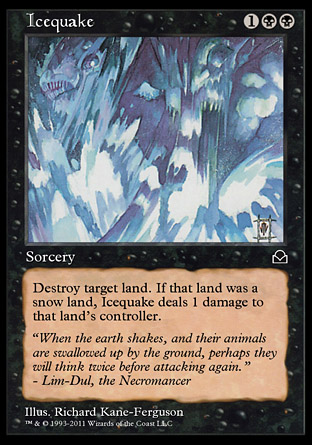 Icequake 1
Sorcery
Destroy target land. If that land was a
snow land, Icequake deals 1 damage to
that land's controller.
“When the earth shakes, and their animals
are swallowed up by the ground, perhaps they
will think twice before attacking again.”
- Lim-Dul, the Necromancer
Illus. Richard Kane-Ferguson
™ & © 1993-2011 Wizards of the Coast LLC